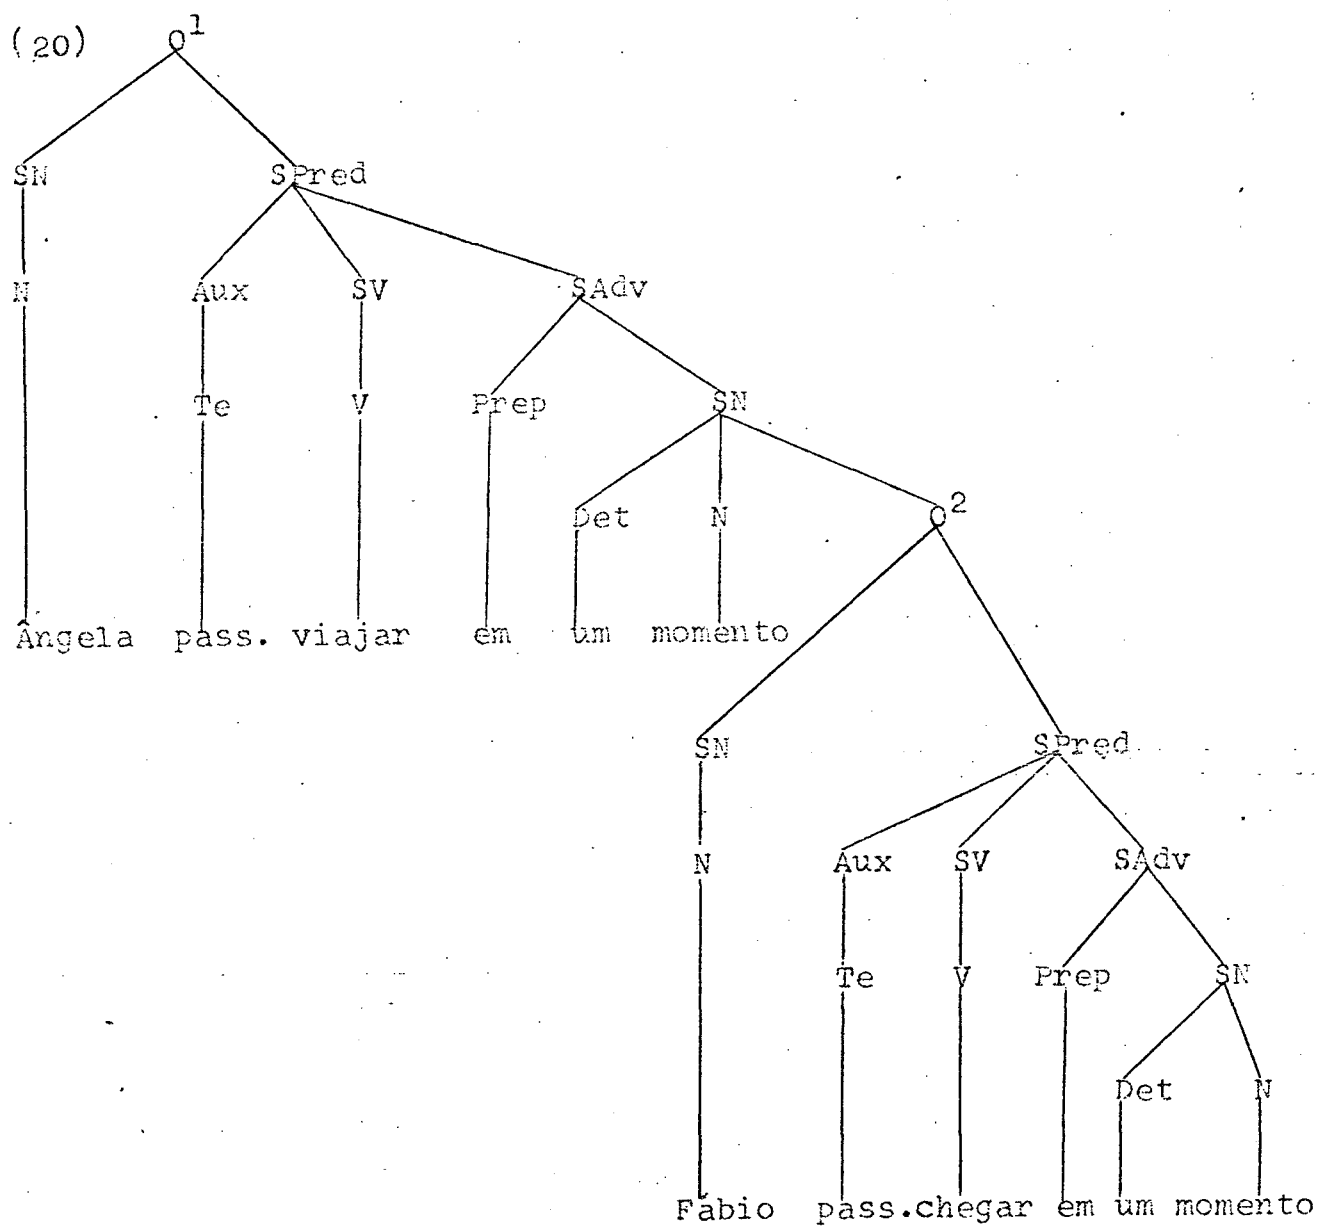 (20) O1
SN SPred
N Aux SV SAdv
Te V Prep SN
Det N O2
Ângela pass. viajar em um momento
SN SPred
N Aux SV SAdv
Te V Prep SN
Det N
Fábio pass.chegar em um momento